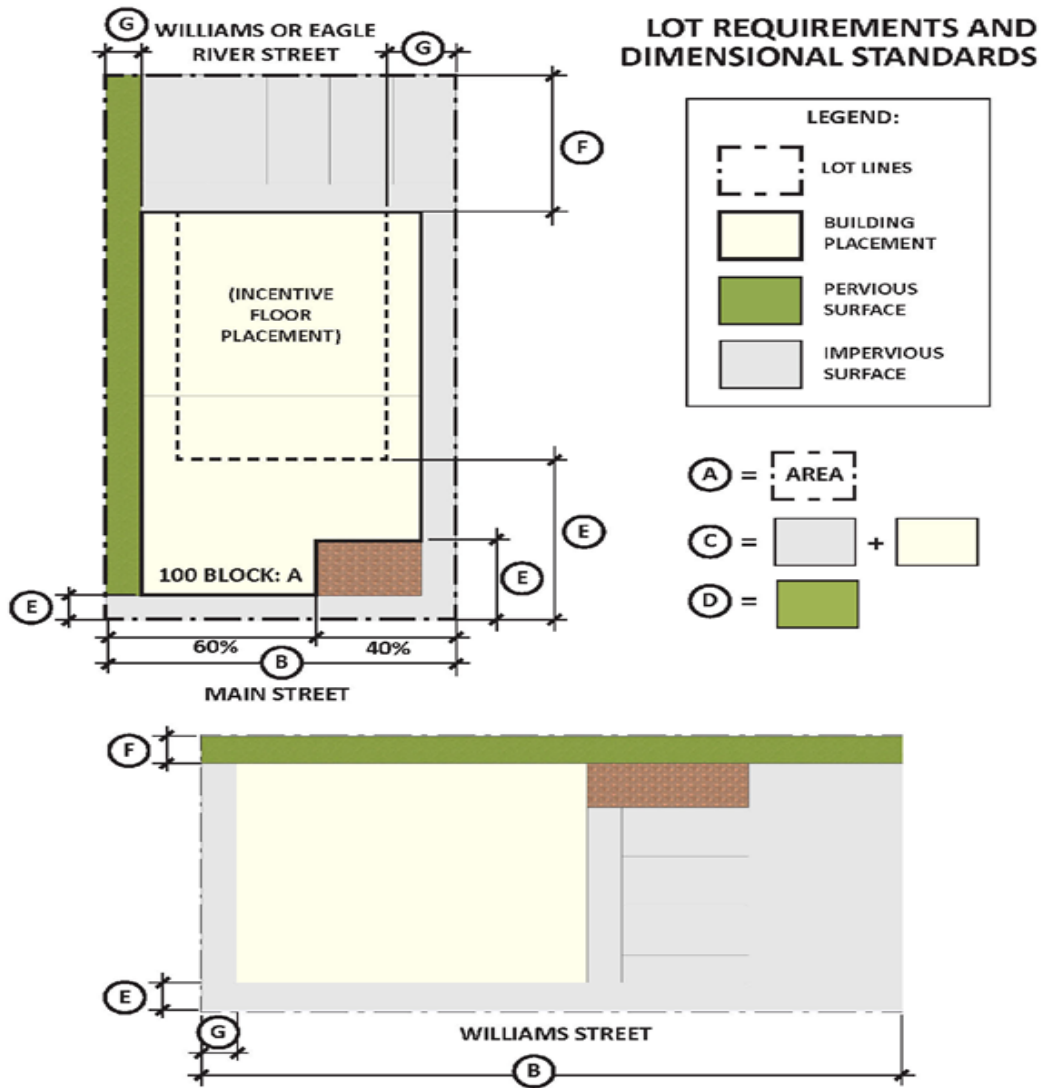 G
WILLIAMS OR EAGLE
RIVER STREET
G
LOT REQUIREMENTS AND
DIMENSIONAL STANDARDS
LEGEND:
LOT LINES
BUILDING
PLACEMENT
PERVIOUS
SURFACE
IMPERVIOUS
SURFACE
F
(INCENTIVE
FLOOR
PLACEMENT)
A = AREA
C = +
D =
E
E
100 BLOCK: A
E
60%
40%
B
MAIN STREET
F
E
G
WILLIAMS STREET
B